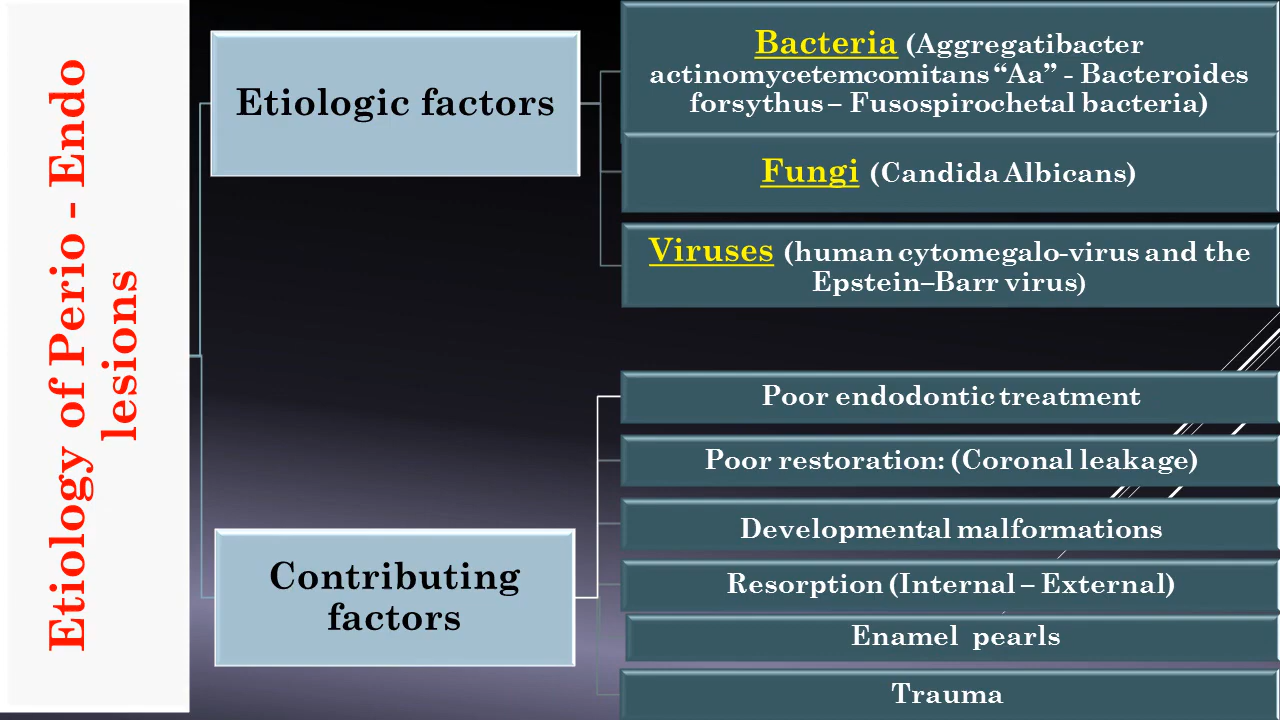 Etiology of Perio - Endo
lesions
Etiologic factors
Bacteria (Aggregatibacter
actinomycetemcomitans “Aa” - Bacteroides
forsythus – Fusospirochetal bacteria)
Fungi (Candida Albicans)
Viruses (human cytomegalo-virus and the
Epstein–Barr virus)
Contributing
factors
Poor endodontic treatment
Poor restoration: (Coronal leakage)
Developmental malformations
Resorption (Internal – External)
Enamel pearls
Trauma